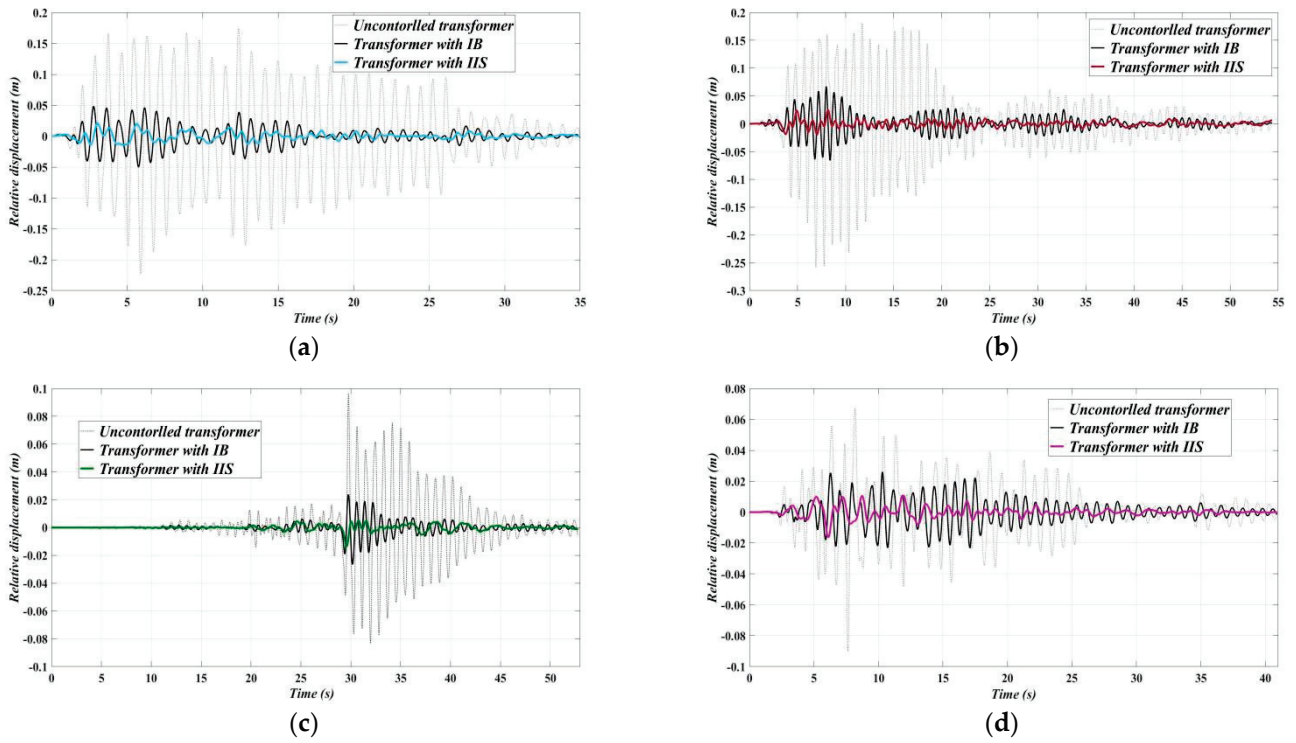 0.2
0.15
0.1
0.05
0
-0.05
-0.1
-0.15
-0.2
-0.25
Relative displacement (m)
Uncontorlled transformer
Transformer with IB
Transformer with IIS
0 5 10 15 20 25 30 35
Time (s)
(a)
0.2
0.15
0.1
0.05
0
-0.05
-0.1
-0.15
-0.2
-0.25
-0.3
Relative displacement (m)
Uncontorlled transformer
Transformer with IB
Transformer with IIS
0 5 10 15 20 25 30 35 40 45 50 55
Time (s)
(b)
0.1
0.08
0.06
0.04
0.02
0
-0.02
-0.04
-0.06
-0.08
-0.1
Relative displacement (m)
Uncontorlled transformer
Transformer with IB
Transformer with IIS
0 5 10 15 20 25 30 35 40 45 50
Time (s)
(c)
0.08
0.06
0.04
0.02
0
-0.02
-0.04
-0.06
-0.08
-0.1
Relative displacement (m)
Uncontorlled transformer
Transformer with IB
Transformer with IIS
0 5 10 15 20 25 30 35 40
Time (s)
(d)